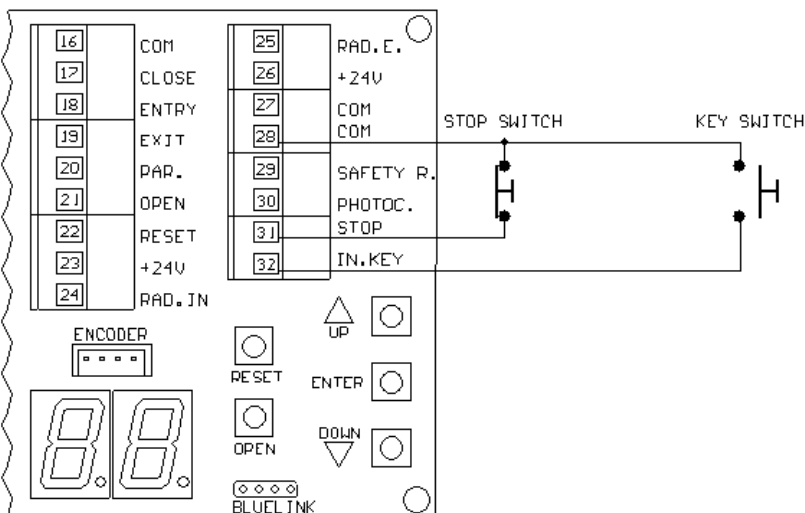 16 COM
17 CLOSE
18 ENTRY
19 EXIT
20 PAR.
21 OPEN
22 RESET
23 +24V
24 RAD.IN
25 RAD.E.
26 +24V
27 COM
28 COM
29 SAFETY R.
30 PHOTOC.
31 STOP
32 IN.KEY
STOP SWITCH
KEY SWITCH
ENCODER
88
RESET
OPEN
UP
ENTER
DOWN
BLUELINK